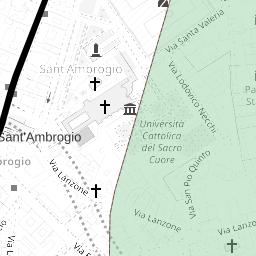 Via Santa Valeria
Sant'Ambrogio
Via Lodovico Necchi
Università
Cattolica
del Sacro
Cuore
Sant'Ambrogio
Via San Pio Quinto
Via Lanzone
Via Lanzone